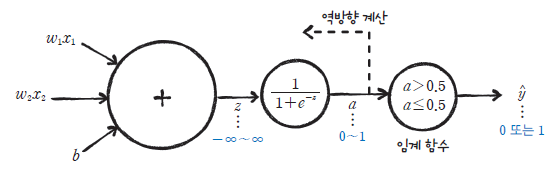 역방향 계산
w₁x₁
w₂x₂
b
+
z
−∞~∞
1
1+e⁻ᶻ
a
0~1
a>0.5
a≤0.5
임계 함수
ŷ
0 또는 1